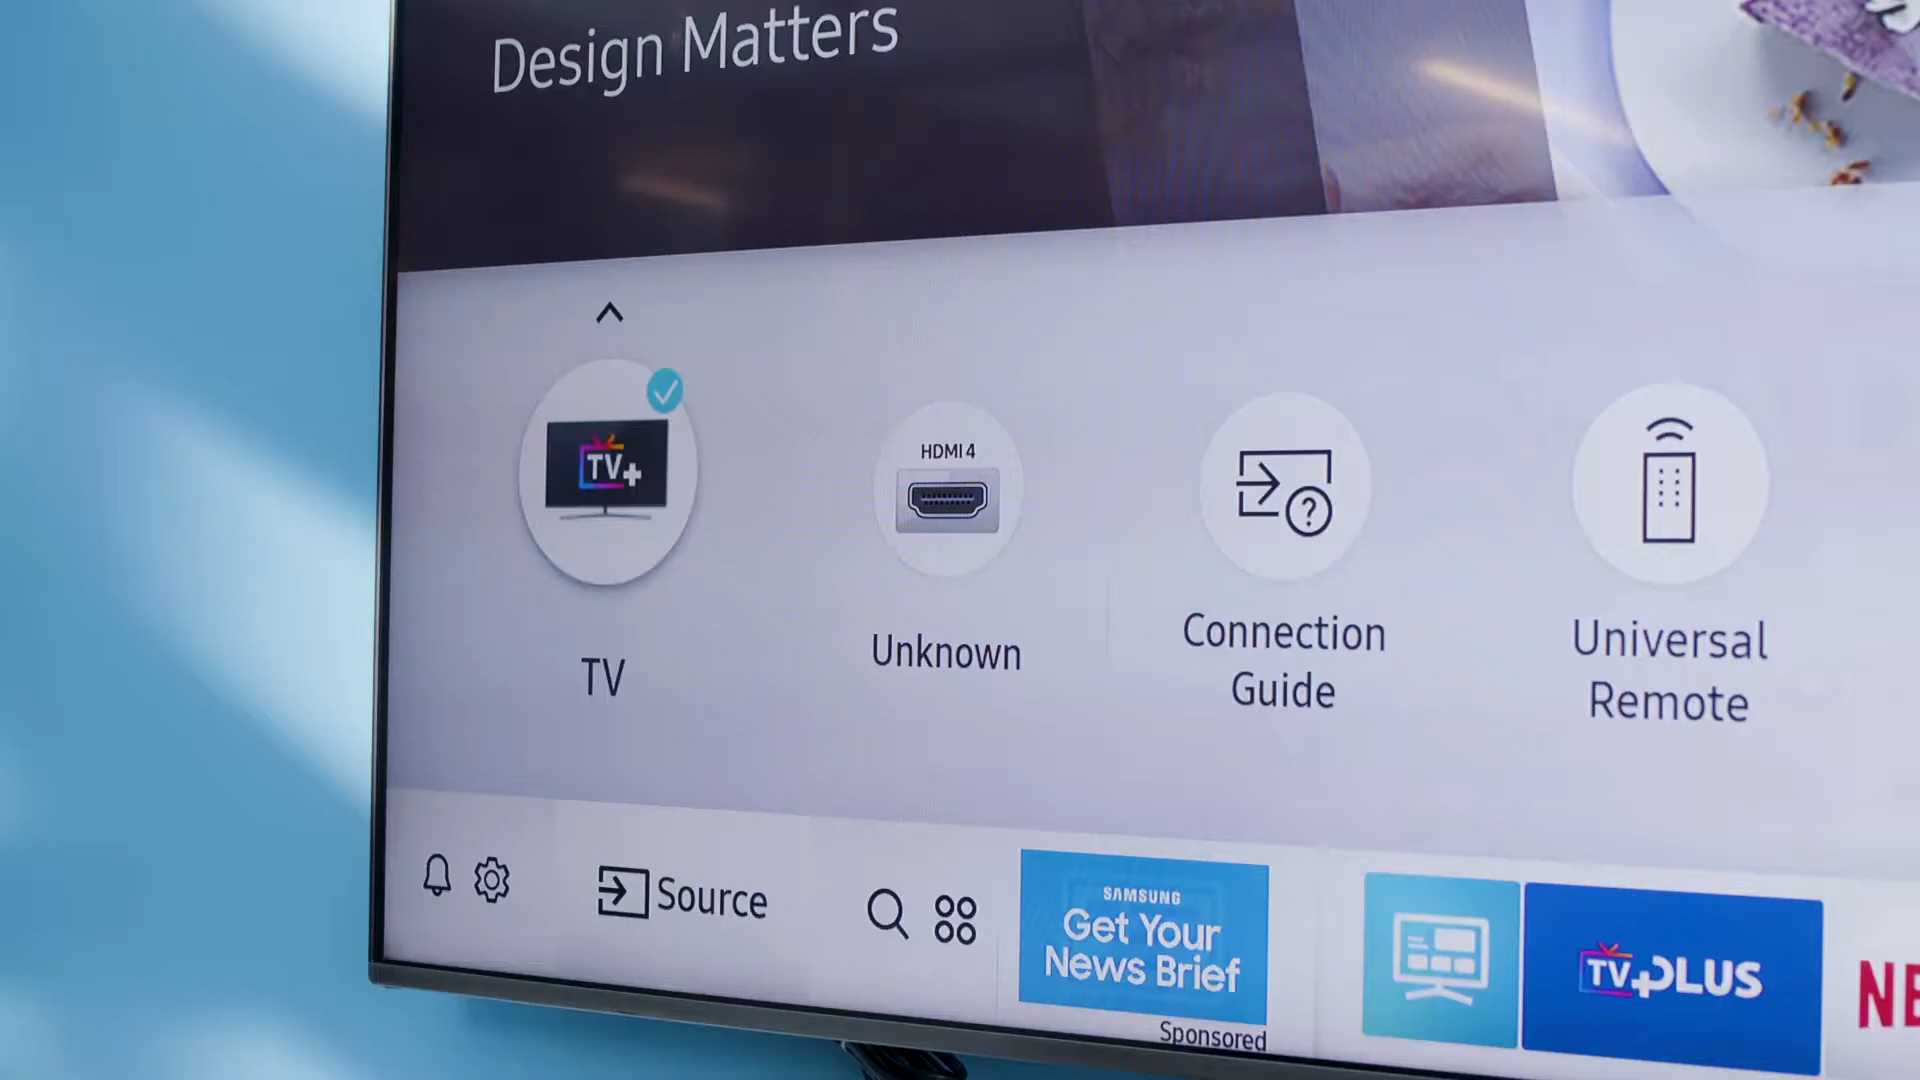 Design Matters
TV+
HDMI 4
?
TV
Unknown
Connection
Guide
Universal
Remote
Source
SAMSUNG
Get Your
News Brief
Sponsored
TV PLUS